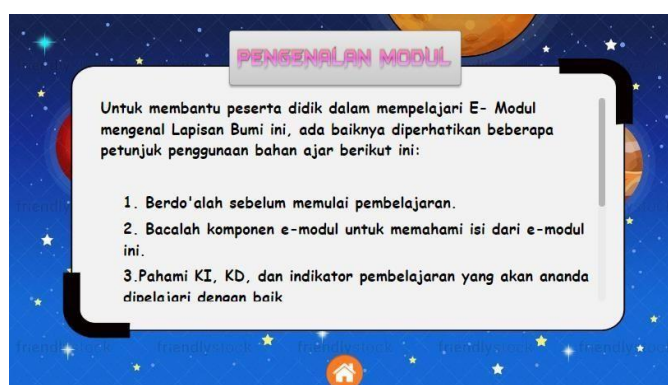 PENGENALAN MODUL
Untuk membantu peserta didik dalam mempelajari E- Modul
mengenal Lapisan Bumi ini, ada baiknya diperhatikan beberapa
petunjuk penggunaan bahan ajar berikut ini:
1. Berdo'alah sebelum memulai pembelajaran.
2. Bacalah komponen e-modul untuk memahami isi dari e-modul
ini.
3.Pahami KI, KD, dan indikator pembelajaran yang akan ananda
dipelajari dengan baik
friendlystock